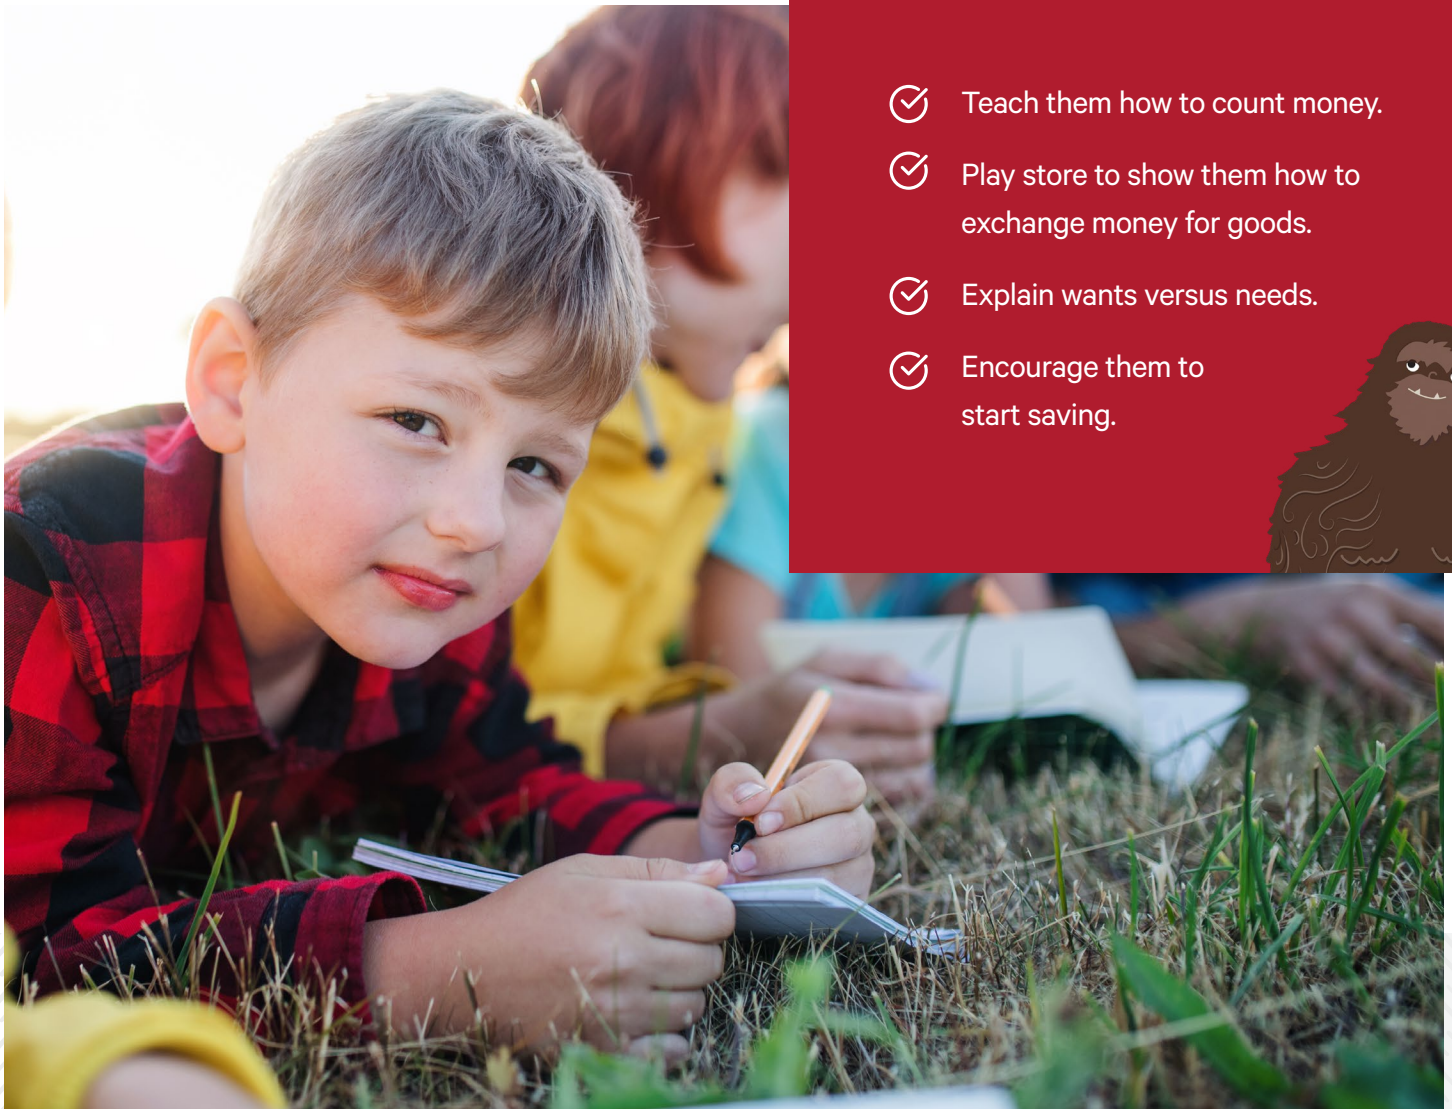 Teach them how to count money.
Play store to show them how to
exchange money for goods.
Explain wants versus needs.
Encourage them to
start saving.